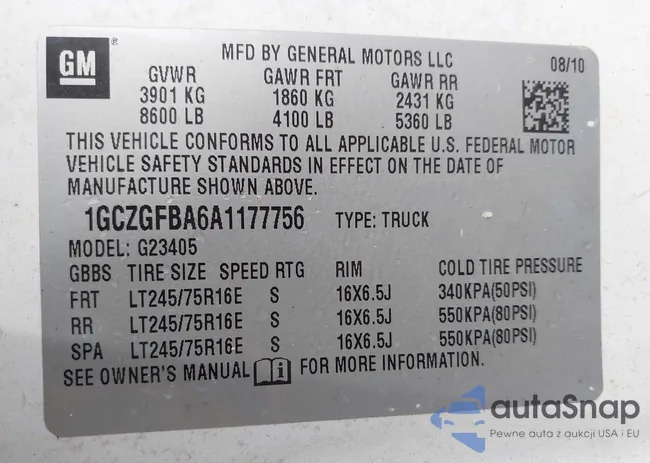 GM
MFD BY GENERAL MOTORS LLC
08/10
GVWR GAWR FRT GAWR RR
3901 KG 1860 KG 2431 KG
8600 LB 4100 LB 5360 LB
THIS VEHICLE CONFORMS TO ALL APPLICABLE U.S. FEDERAL MOTOR
VEHICLE SAFETY STANDARDS IN EFFECT ON THE DATE OF
MANUFACTURE SHOWN ABOVE.
1GCZGFBA6A1177756 TYPE: TRUCK
MODEL: G23405
GBBS TIRE SIZE SPEED RTG RIM COLD TIRE PRESSURE
FRT LT245/75R16E S 16X6.5J 340KPA(50PSI)
RR LT245/75R16E S 16X6.5J 550KPA(80PSI)
SPA LT245/75R16E S 16X6.5J 550KPA(80PSI)
SEE OWNER'S MANUAL FOR MORE INFORMATION.
autaSnap
Pewne auta z aukcji USA i EU